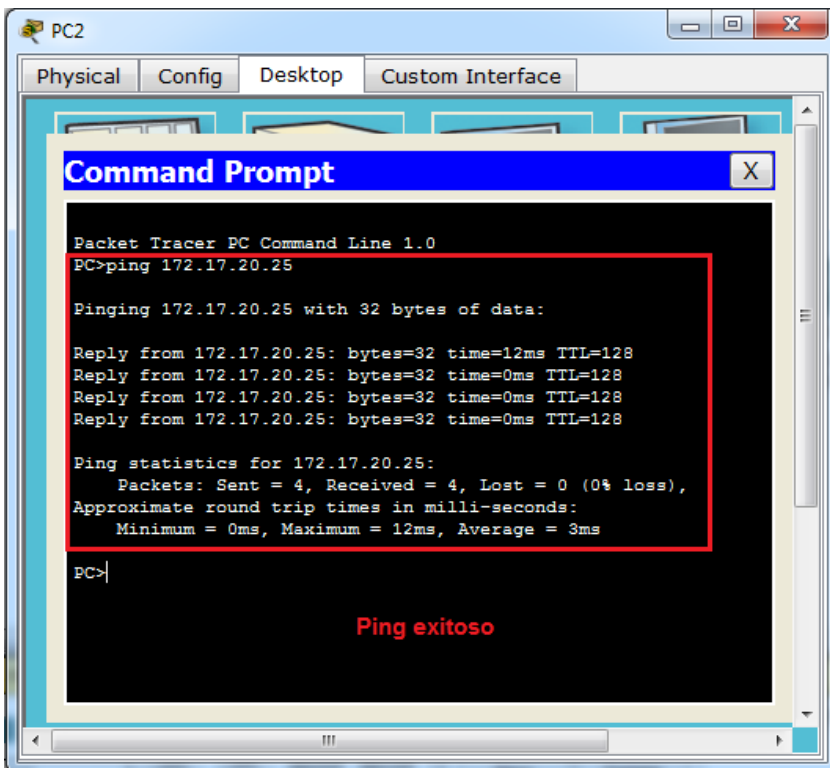 PC2
Physical Config Desktop Custom Interface
Command Prompt
X
Packet Tracer PC Command Line 1.0
PC>ping 172.17.20.25
Pinging 172.17.20.25 with 32 bytes of data:
Reply from 172.17.20.25: bytes=32 time=12ms TTL=128
Reply from 172.17.20.25: bytes=32 time=0ms TTL=128
Reply from 172.17.20.25: bytes=32 time=0ms TTL=128
Reply from 172.17.20.25: bytes=32 time=0ms TTL=128
Ping statistics for 172.17.20.25:
Packets: Sent = 4, Received = 4, Lost = 0 (0% loss),
Approximate round trip times in milli-seconds:
Minimum = 0ms, Maximum = 12ms, Average = 3ms
PC>
Ping exitoso